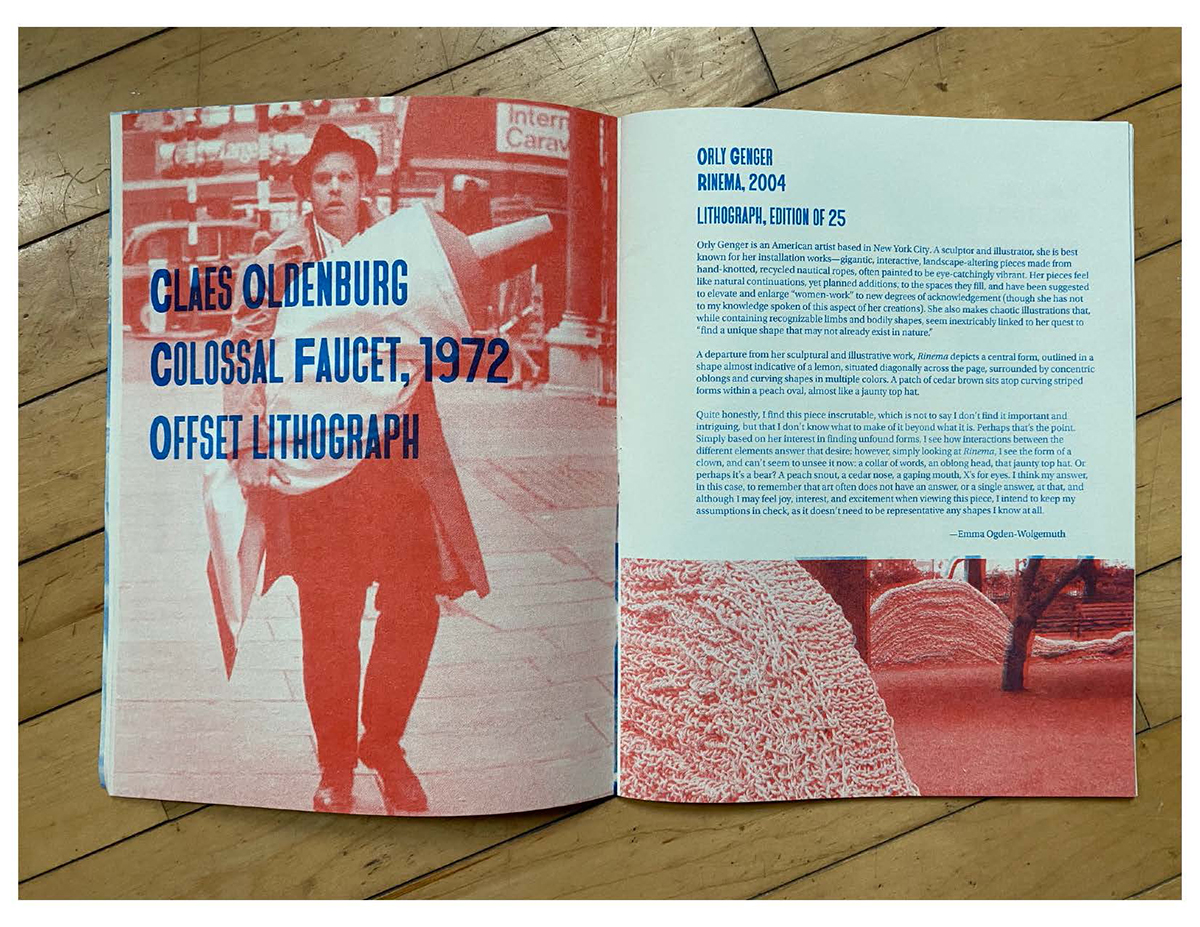 Intern
Carav
CLAES OLDENBURG
COLOSSAL FAUCET, 1972
OFFSET LITHOGRAPH
ORLY GENGER
RINEMA, 2004
LITHOGRAPH, EDITION OF 25
Orly Genger is an American artist based in New York City. A sculptor and illustrator, she is best
known for her installation works—gigantic, interactive, landscape-altering pieces made from
hand-knotted, recycled nautical ropes, often painted to be eye-catchingly vibrant. Her pieces feel
like natural continuations, yet planned additions, to the spaces they fill, and have been suggested
to elevate and enlarge “women-work” to new degrees of acknowledgement (though she has not
to my knowledge spoken of this aspect of her creations). She also makes chaotic illustrations that,
while containing recognizable limbs and bodily shapes, seem inextricably linked to her quest to
“find a unique shape that may not already exist in nature.”
A departure from her sculptural and illustrative work, Rinema depicts a central form, outlined in a
shape almost indicative of a lemon, situated diagonally across the page, surrounded by concentric
oblongs and curving shapes in multiple colors. A patch of cedar brown sits atop curving striped
forms within a peach oval, almost like a jaunty top hat.
Quite honestly, I find this piece inscrutable, which is not to say I don’t find it important and
intriguing, but that I don’t know what to make of it beyond what it is. Perhaps that’s the point.
Simply based on her interest in finding unfound forms, I see how interactions between the
different elements answer that desire; however, simply looking at Rinema, I see the form of a
clown, and can’t seem to unsee it now: a collar of words, an oblong head, that jaunty top hat. Or
perhaps it’s a bear? A peach snout, a cedar nose, a gaping mouth, X’s for eyes. I think my answer,
in this case, to remember that art often does not have an answer, or a single answer, at that, and
although I may feel joy, interest, and excitement when viewing this piece, I intend to keep my
assumptions in check, as it doesn’t need to be representative any shapes I know at all.
—Emma Ogden-Wolgemuth